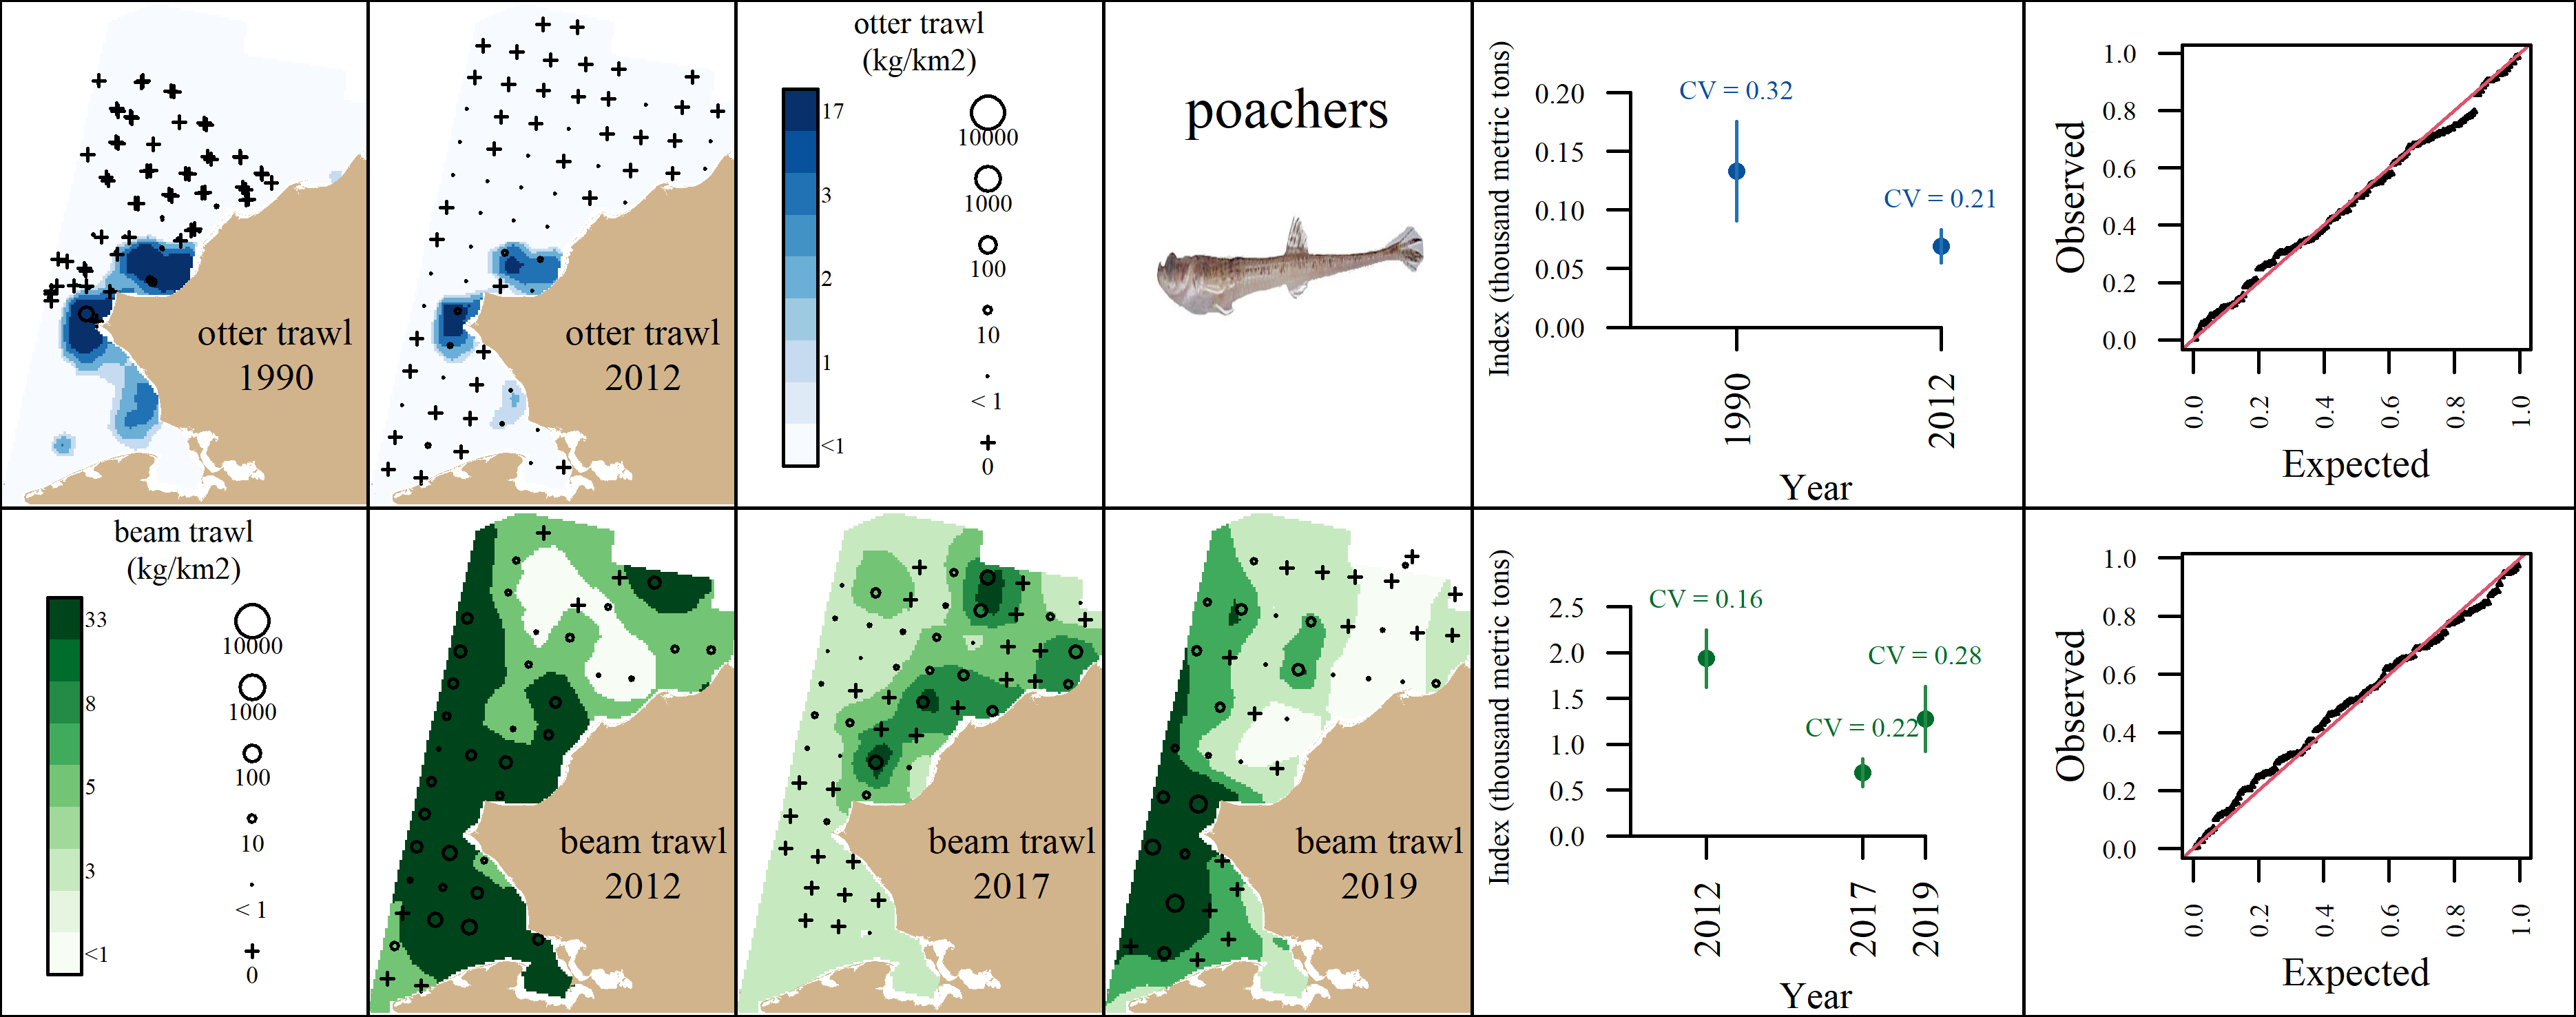 otter trawl
1990
otter trawl
2012
otter trawl
(kg/km2)
17
3
2
1
<1
10000
1000
100
10
< 1
0
poachers
Index (thousand metric tons)
0.20
0.15
0.10
0.05
0.00
CV = 0.32
CV = 0.21
1990
2012
Year
Observed
1.0
0.8
0.6
0.4
0.2
0.0
0.0
0.2
0.4
0.6
0.8
1.0
Expected
beam trawl
(kg/km2)
33
8
5
3
<1
10000
1000
100
10
< 1
0
beam trawl
2012
beam trawl
2017
beam trawl
2019
Index (thousand metric tons)
2.5
2.0
1.5
1.0
0.5
0.0
CV = 0.16
CV = 0.22
CV = 0.28
2012
2017
2019
Year
Observed
1.0
0.8
0.6
0.4
0.2
0.0
0.0
0.2
0.4
0.6
0.8
1.0
Expected